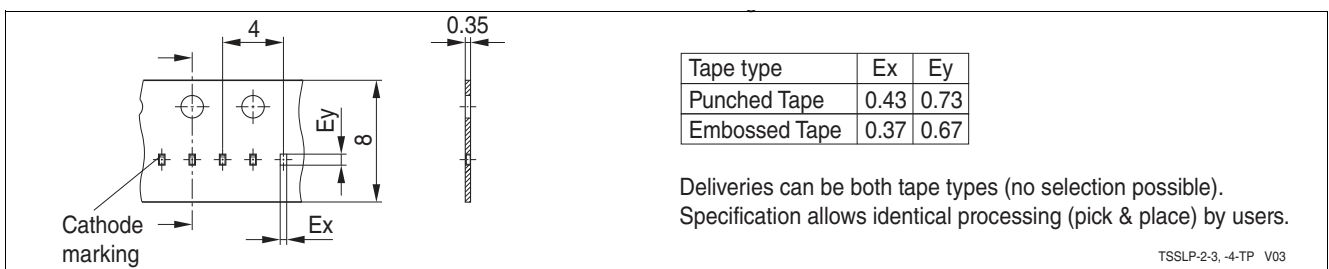 4
0.35
Ey
8
Ex
Cathode
marking
Tape type Ex Ey
Punched Tape 0.43 0.73
Embossed Tape 0.37 0.67
Deliveries can be both tape types (no selection possible).
Specification allows identical processing (pick & place) by users.
TSSLP-2-3, -4-TP V03